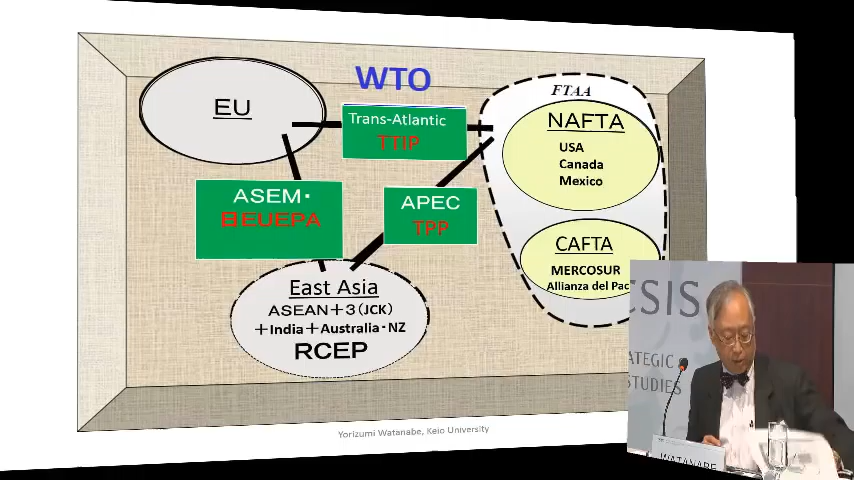 WTO
EU
Trans-Atlantic
TTIP
FTAA
NAFTA
USA
Canada
Mexico
ASEM・
日EUEPA
APEC
TPP
CAFTA
MERCOSUR
Allianza del Pac
East Asia
ASEAN＋3(JCK)
＋India＋Australia・NZ
RCEP
Yorizumi Watanabe, Keio University
CSIS
STUDIES
WATANABE